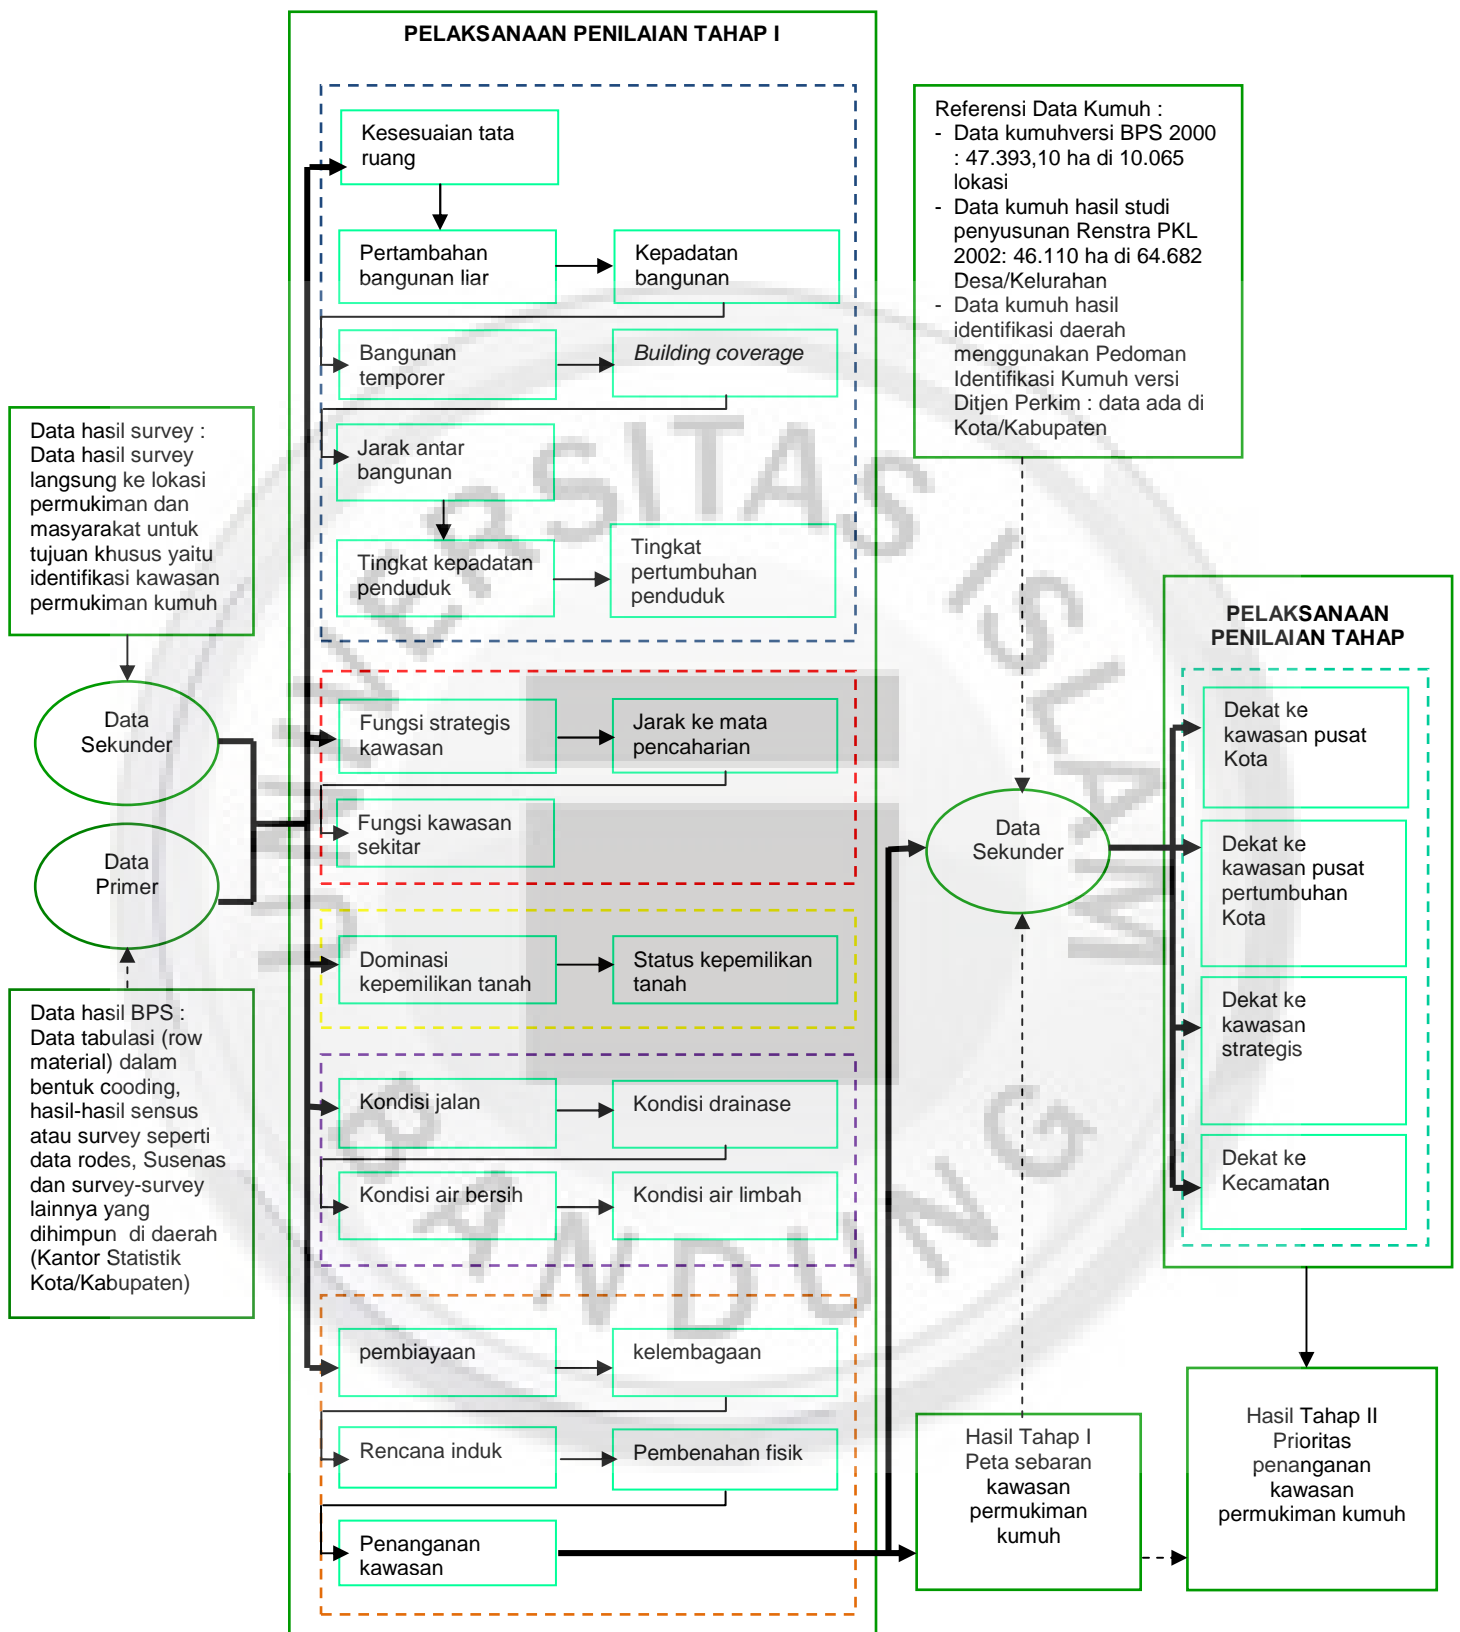 PELAKSANAAN PENILAIAN TAHAP I
Kesesuaian tata
ruang
Pertambahan
bangunan liar
Kepadatan
bangunan
Bangunan
temporer
Building coverage
Jarak antar
bangunan
Tingkat kepadatan
penduduk
Tingkat
pertumbuhan
penduduk
Data hasil survey :
Data hasil survey
langsung ke lokasi
permukiman dan
masyarakat untuk
tujuan khusus yaitu
identifikasi kawasan
permukiman kumuh
Data
Sekunder
Data
Primer
Data hasil BPS :
Data tabulasi (row
material) dalam
bentuk cooding,
hasil-hasil sensus
atau survey seperti
data rodes, Susenas
dan survey-survey
lainnya yang
dihimpun  di daerah
(Kantor Statistik
Kota/Kabupaten)
Fungsi strategis
kawasan
Jarak ke mata
pencaharian
Fungsi kawasan
sekitar
Dominasi
kepemilikan tanah
Status kepemilikan
tanah
Kondisi jalan
Kondisi drainase
Kondisi air bersih
Kondisi air limbah
pembiayaan
kelembagaan
Rencana induk
Pembenahan fisik
Penanganan
kawasan
Referensi Data Kumuh :
- Data kumuhversi BPS 2000
: 47.393,10 ha di 10.065
lokasi
- Data kumuh hasil studi
penyusunan Renstra PKL
2002: 46.110 ha di 64.682
Desa/Kelurahan
- Data kumuh hasil
identifikasi daerah
menggunakan Pedoman
Identifikasi Kumuh versi
Ditjen Perkim : data ada di
Kota/Kabupaten
Data
Sekunder
PELAKSANAAN
PENILAIAN TAHAP
Dekat ke
kawasan pusat
Kota
Dekat ke
kawasan pusat
pertumbuhan
Kota
Dekat ke
kawasan
strategis
Dekat ke
Kecamatan
Hasil Tahap I
Peta sebaran
kawasan
permukiman
kumuh
Hasil Tahap II
Prioritas
penanganan
kawasan
permukiman kumuh
UNIVERSITAS ISLAM
BANDUNG